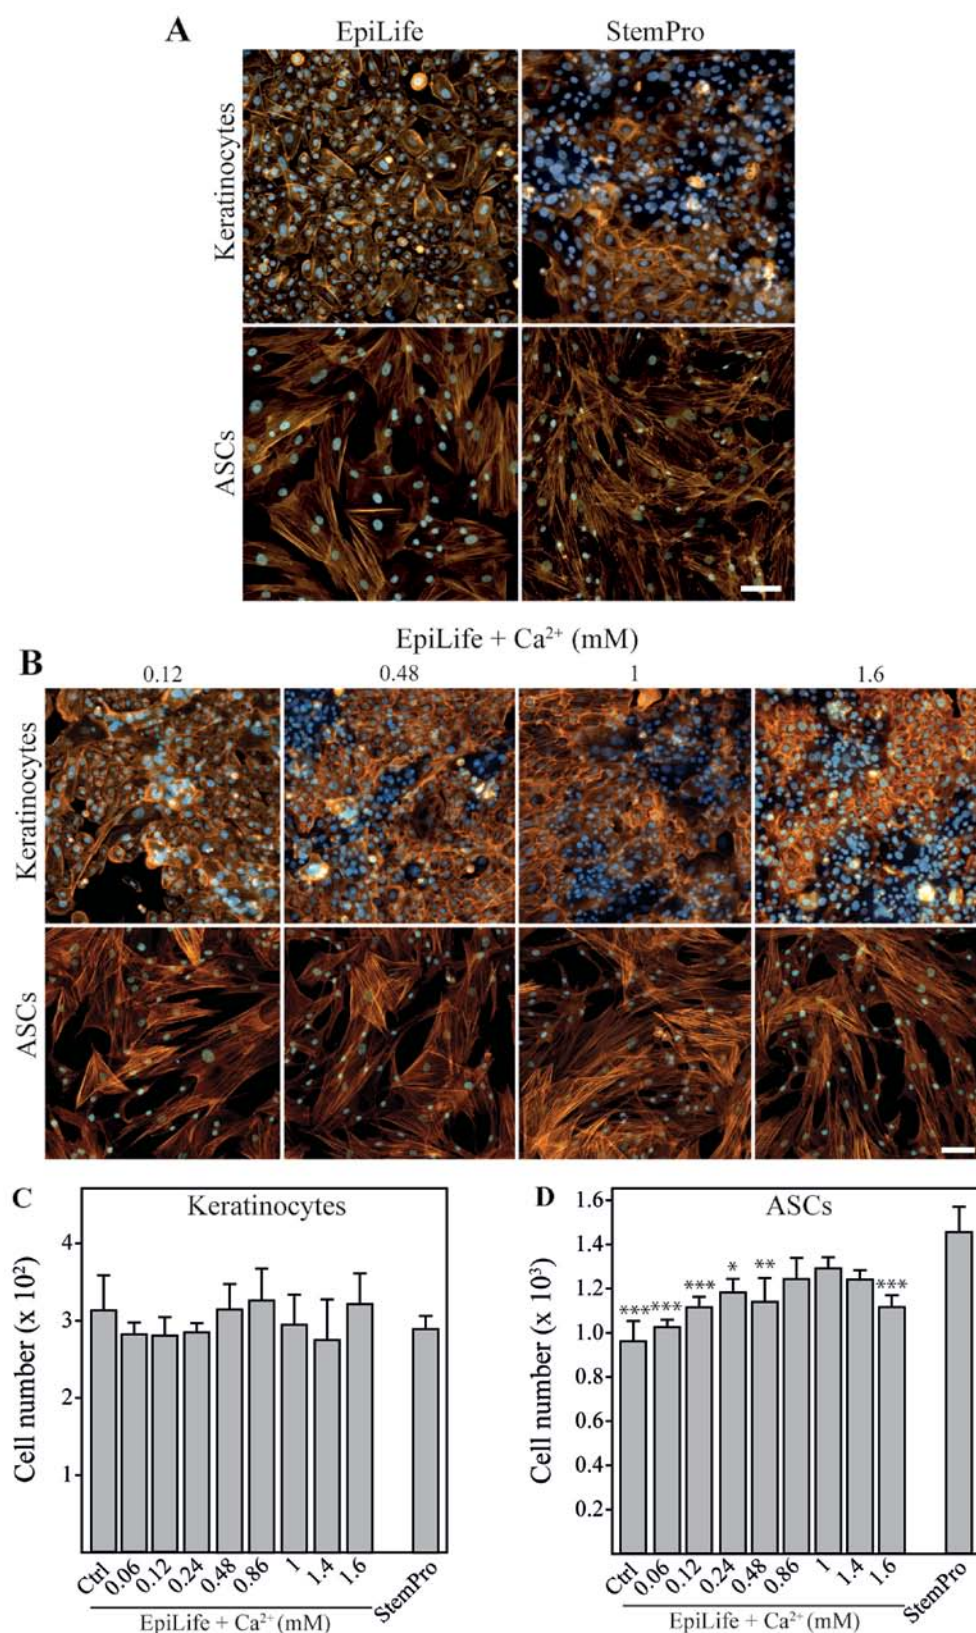 A
EpiLife StemPro
Keratinocytes
ASCs
EpiLife + Ca²⁺ (mM)
B
0.12 0.48 1 1.6
Keratinocytes
ASCs
C Keratinocytes
Cell number (x 10²)
4
3
2
1
Ctrl 0.06 0.12 0.24 0.48 0.86 1 1.4 1.6 StemPro
EpiLife + Ca²⁺ (mM)
D ASCs
Cell number (x 10³)
1.6
1.4
1.2
1.0
0.8
0.6
0.4
0.2
*** *** *** * ** ***
Ctrl 0.06 0.12 0.24 0.48 0.86 1 1.4 1.6 StemPro
EpiLife + Ca²⁺ (mM)